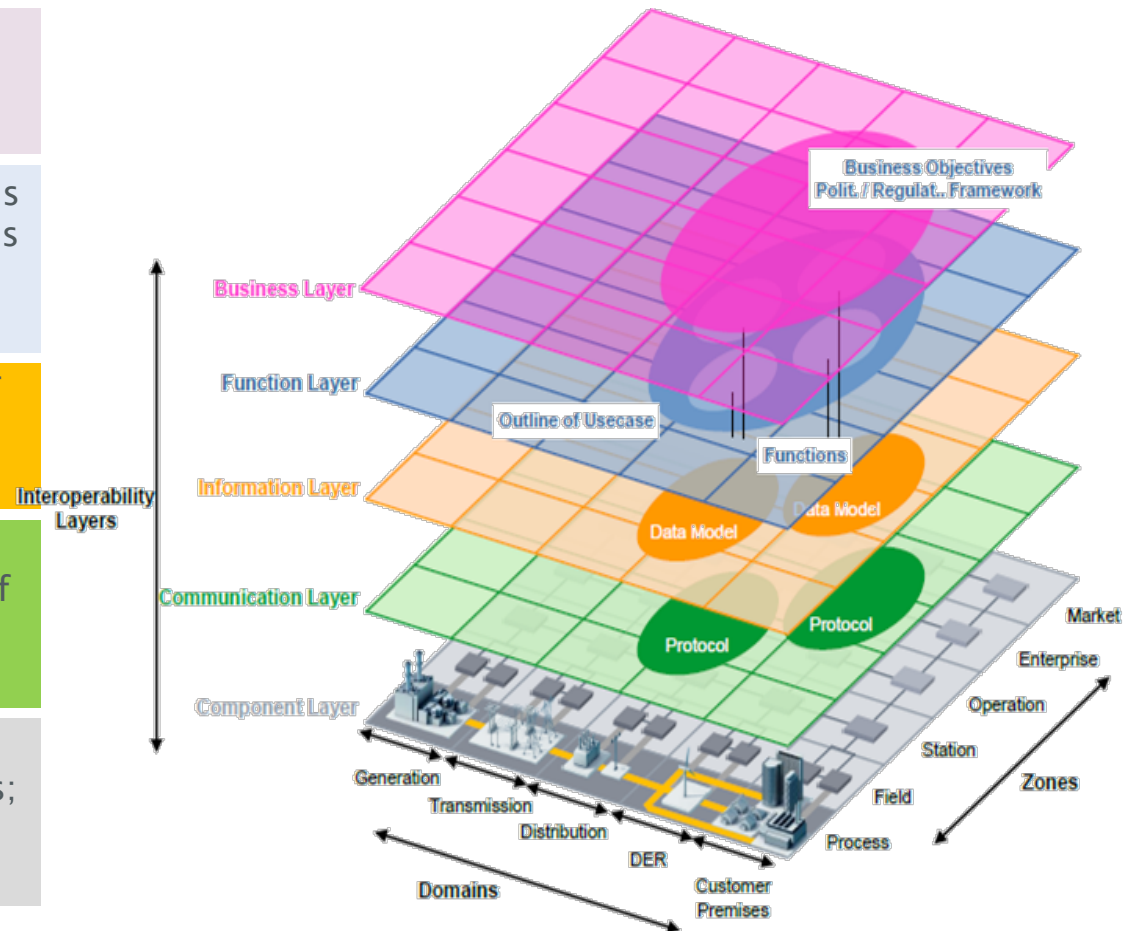 s
s
f
s;
Business Objectives
Polit. / Regulat.. Framework
Business Layer
Function Layer
Outline of Usecase
Functions
Information Layer
Interoperability
Layers
Data Model
Data Model
Communication Layer
Protocol
Protocol
Component Layer
Market
Enterprise
Operation
Station
Field
Process
Zones
Generation
Transmission
Distribution
DER
Customer
Premises
Domains